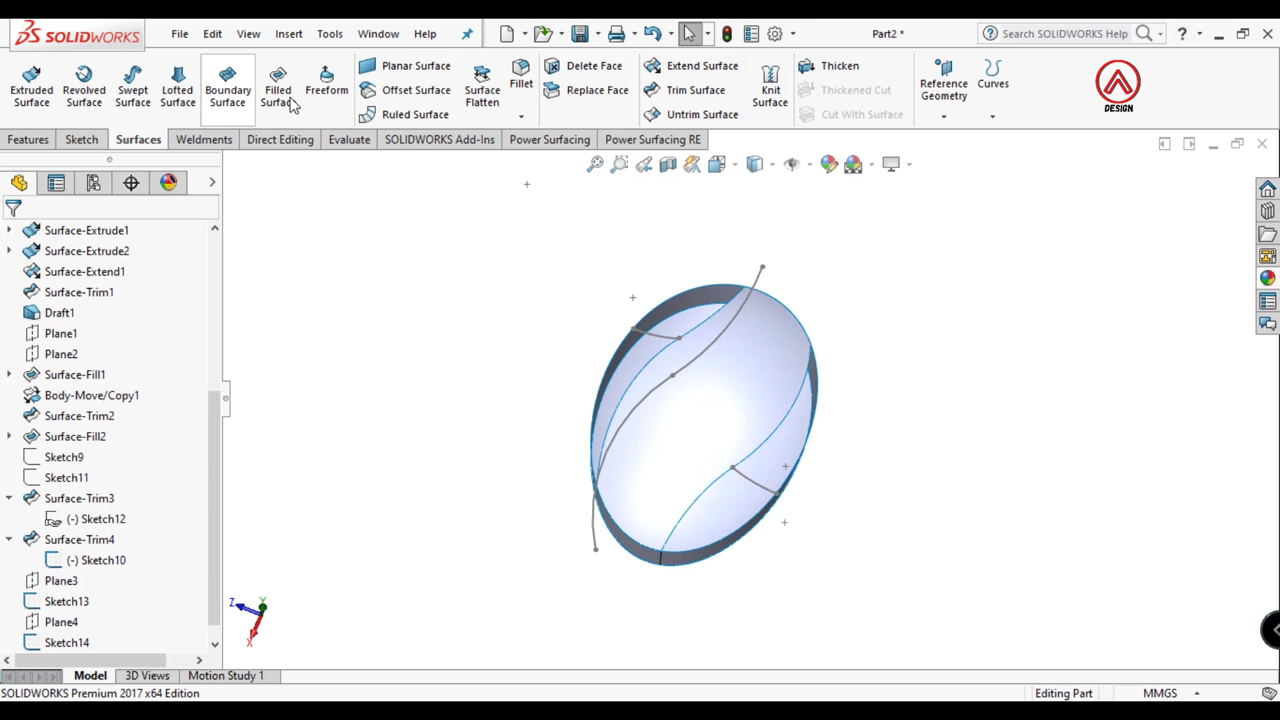 SOLIDWORKS File Edit View Insert Tools Window Help Part2 * Search SOLIDWORKS Help
Extruded Surface
Revolved Surface
Swept Surface
Lofted Surface
Boundary Surface
Filled Surface
Freeform
Planar Surface
Offset Surface
Ruled Surface
Surface Flatten
Fillet
Delete Face
Replace Face
Extend Surface
Trim Surface
Untrim Surface
Knit Surface
Thicken
Thickened Cut
Cut With Surface
Reference Geometry
Curves
DESIGN
Features Sketch Surfaces Weldments Direct Editing Evaluate SOLIDWORKS Add-Ins Power Surfacing Power Surfacing RE
Surface-Extrude1
Surface-Extrude2
Surface-Extend1
Surface-Trim1
Draft1
Plane1
Plane2
Surface-Fill1
Body-Move/Copy1
Surface-Trim2
Surface-Fill2
Sketch9
Sketch11
Surface-Trim3
(-) Sketch12
Surface-Trim4
(-) Sketch10
Plane3
Sketch13
Plane4
Sketch14
Z Y
X
Model 3D Views Motion Study 1
SOLIDWORKS Premium 2017 x64 Edition Editing Part MMGS